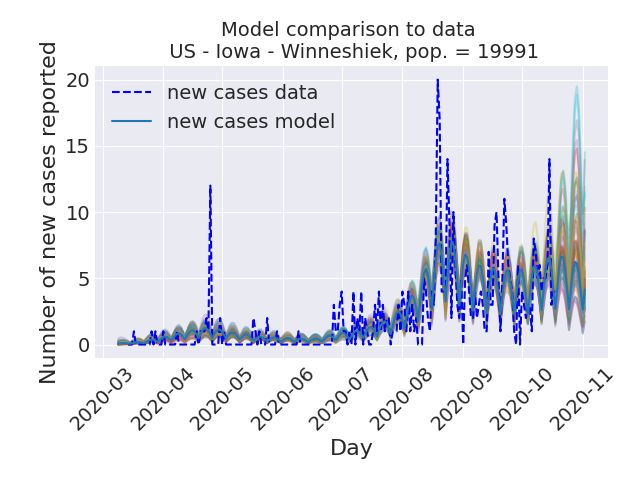 Model comparison to data
US - Iowa - Winneshiek, pop. = 19991
new cases data
new cases model
Number of new cases reported
20
15
10
5
0
2020-03
2020-04
2020-05
2020-06
2020-07
2020-08
2020-09
2020-10
2020-11
Day